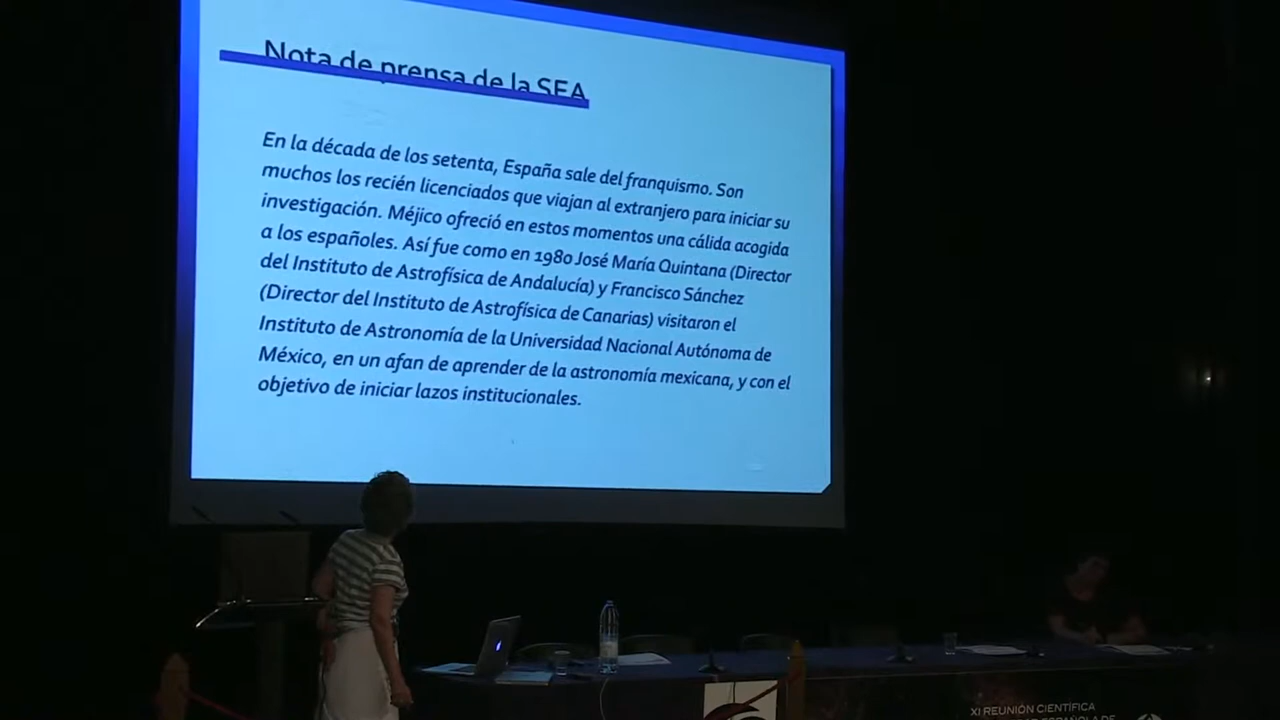 Nota de prensa de la SEA
En la década de los setenta, España sale del franquismo. Son
muchos los recién licenciados que viajan al extranjero para iniciar su
investigación. Méjico ofreció en estos momentos una cálida acogida
a los españoles. Así fue como en 1980 José María Quintana (Director
del Instituto de Astrofísica de Andalucía) y Francisco Sánchez
(Director del Instituto de Astrofísica de Canarias) visitaron el
Instituto de Astronomía de la Universidad Nacional Autónoma de
México, en un afan de aprender de la astronomía mexicana, y con el
objetivo de iniciar lazos institucionales.
XI REUNIÓN CIENTÍFICA
ESPAÑOLA DE